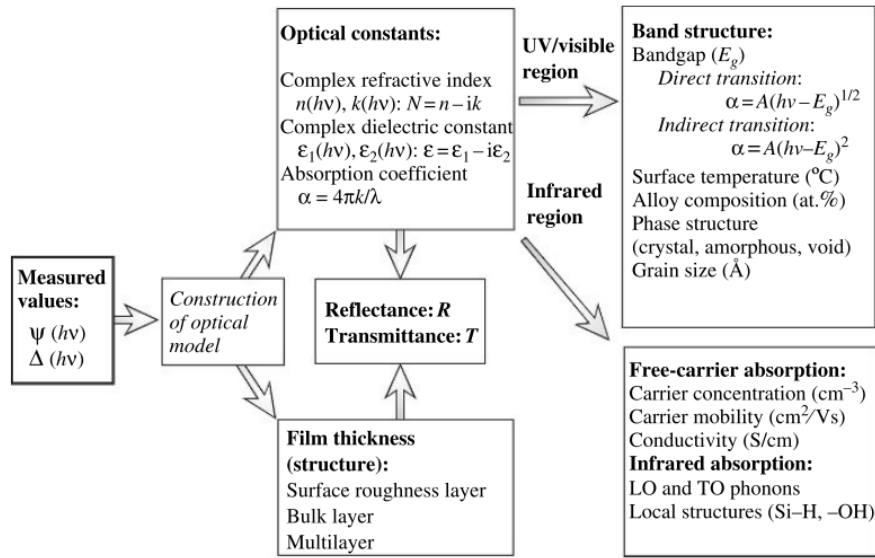 Measured
values:
ψ (hν)
Δ (hν)
Construction
of optical
model
Optical constants:
Complex refractive index
n(hν), k(hν): N = n – ik
Complex dielectric constant
ε₁(hν), ε₂(hν): ε = ε₁ – iε₂
Absorption coefficient
α = 4πk/λ
Reflectance: R
Transmittance: T
Film thickness
(structure):
Surface roughness layer
Bulk layer
Multilayer
UV/visible
region
Infrared
region
Band structure:
Bandgap (E_g)
Direct transition:
α = A(hν – E_g)^1/2
Indirect transition:
α = A(hν–E_g)^2
Surface temperature (°C)
Alloy composition (at.%)
Phase structure
(crystal, amorphous, void)
Grain size (Å)
Free-carrier absorption:
Carrier concentration (cm⁻³)
Carrier mobility (cm²/Vs)
Conductivity (S/cm)
Infrared absorption:
LO and TO phonons
Local structures (Si–H, –OH)